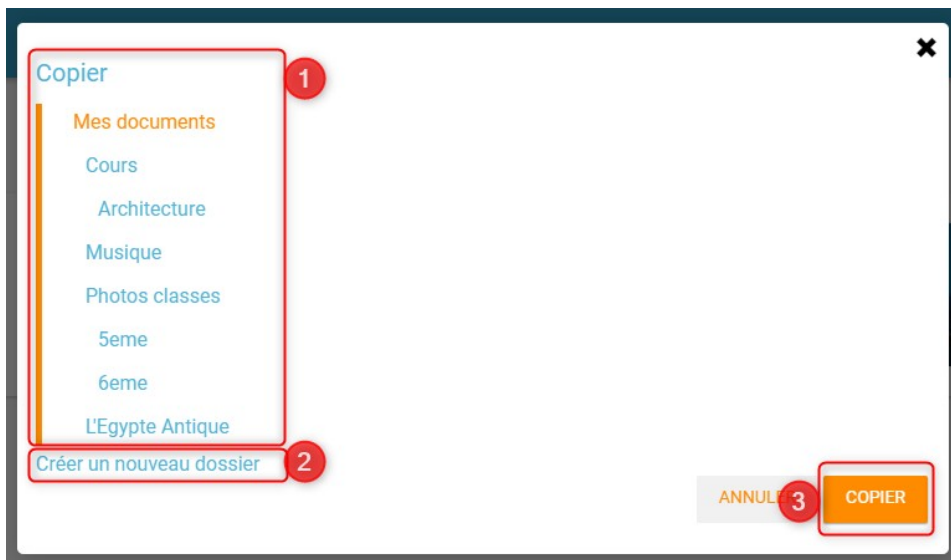 Copier
1
Mes documents
Cours
Architecture
Musique
Photos classes
5eme
6eme
L'Egypte Antique
Créer un nouveau dossier
2
ANNULER
3
COPIER